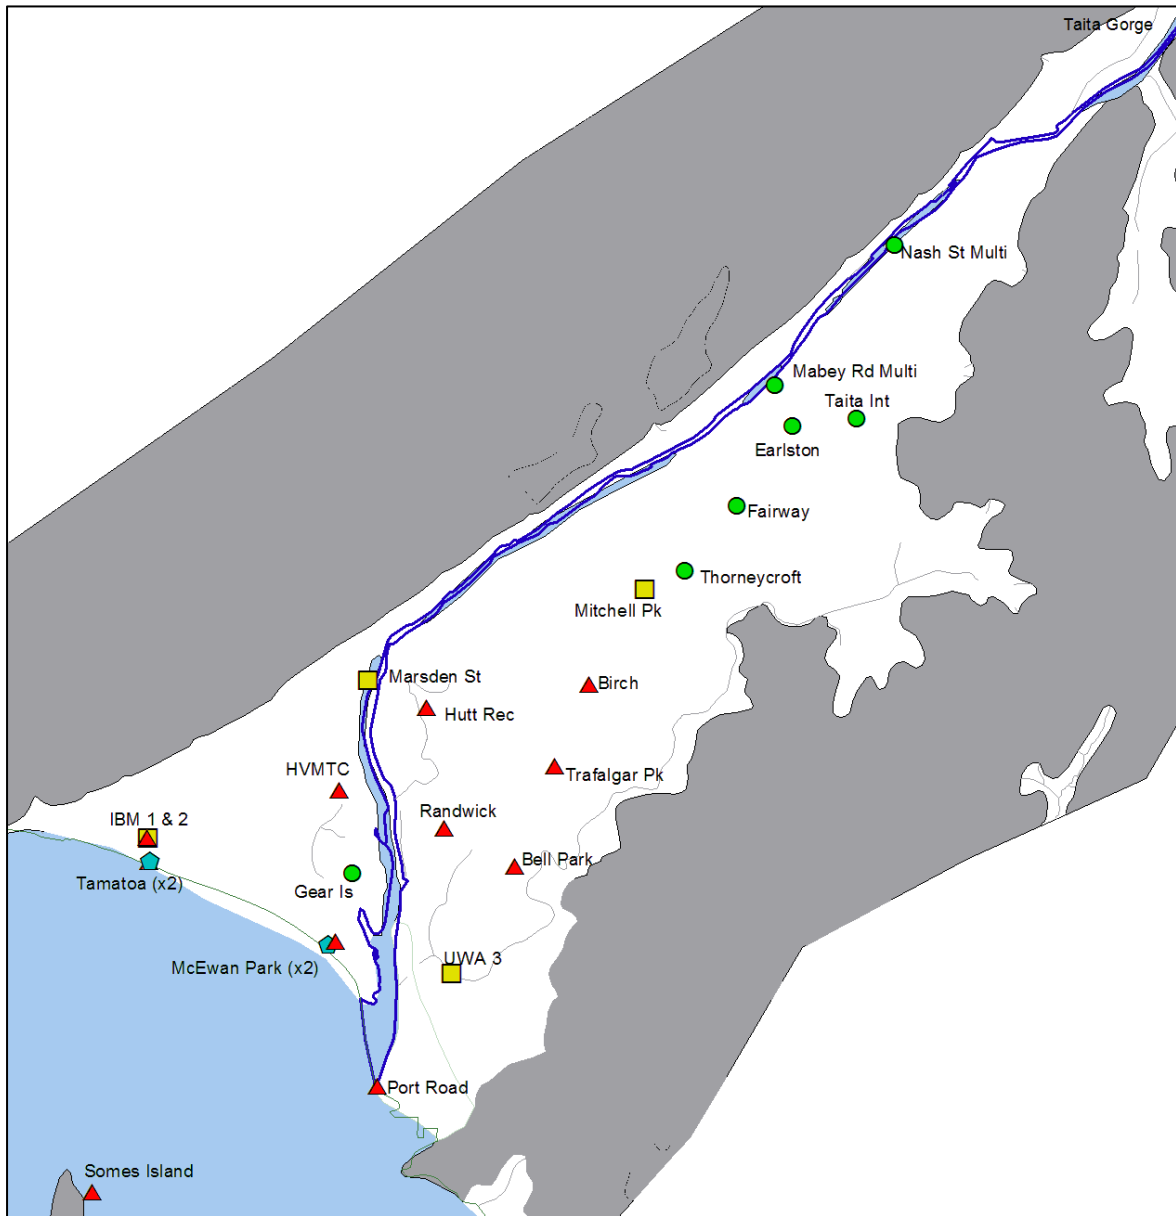 Taita Gorge
Nash St Multi
Mabey Rd Multi
Taita Int
Earlston
Fairway
Thorneycroft
Mitchell Pk
Marsden St
Birch
Hutt Rec
HVMTC
Trafalgar Pk
IBM 1 & 2
Randwick
Bell Park
Tamatoa (x2)
Gear Is
UWA 3
McEwan Park (x2)
Port Road
Somes Island